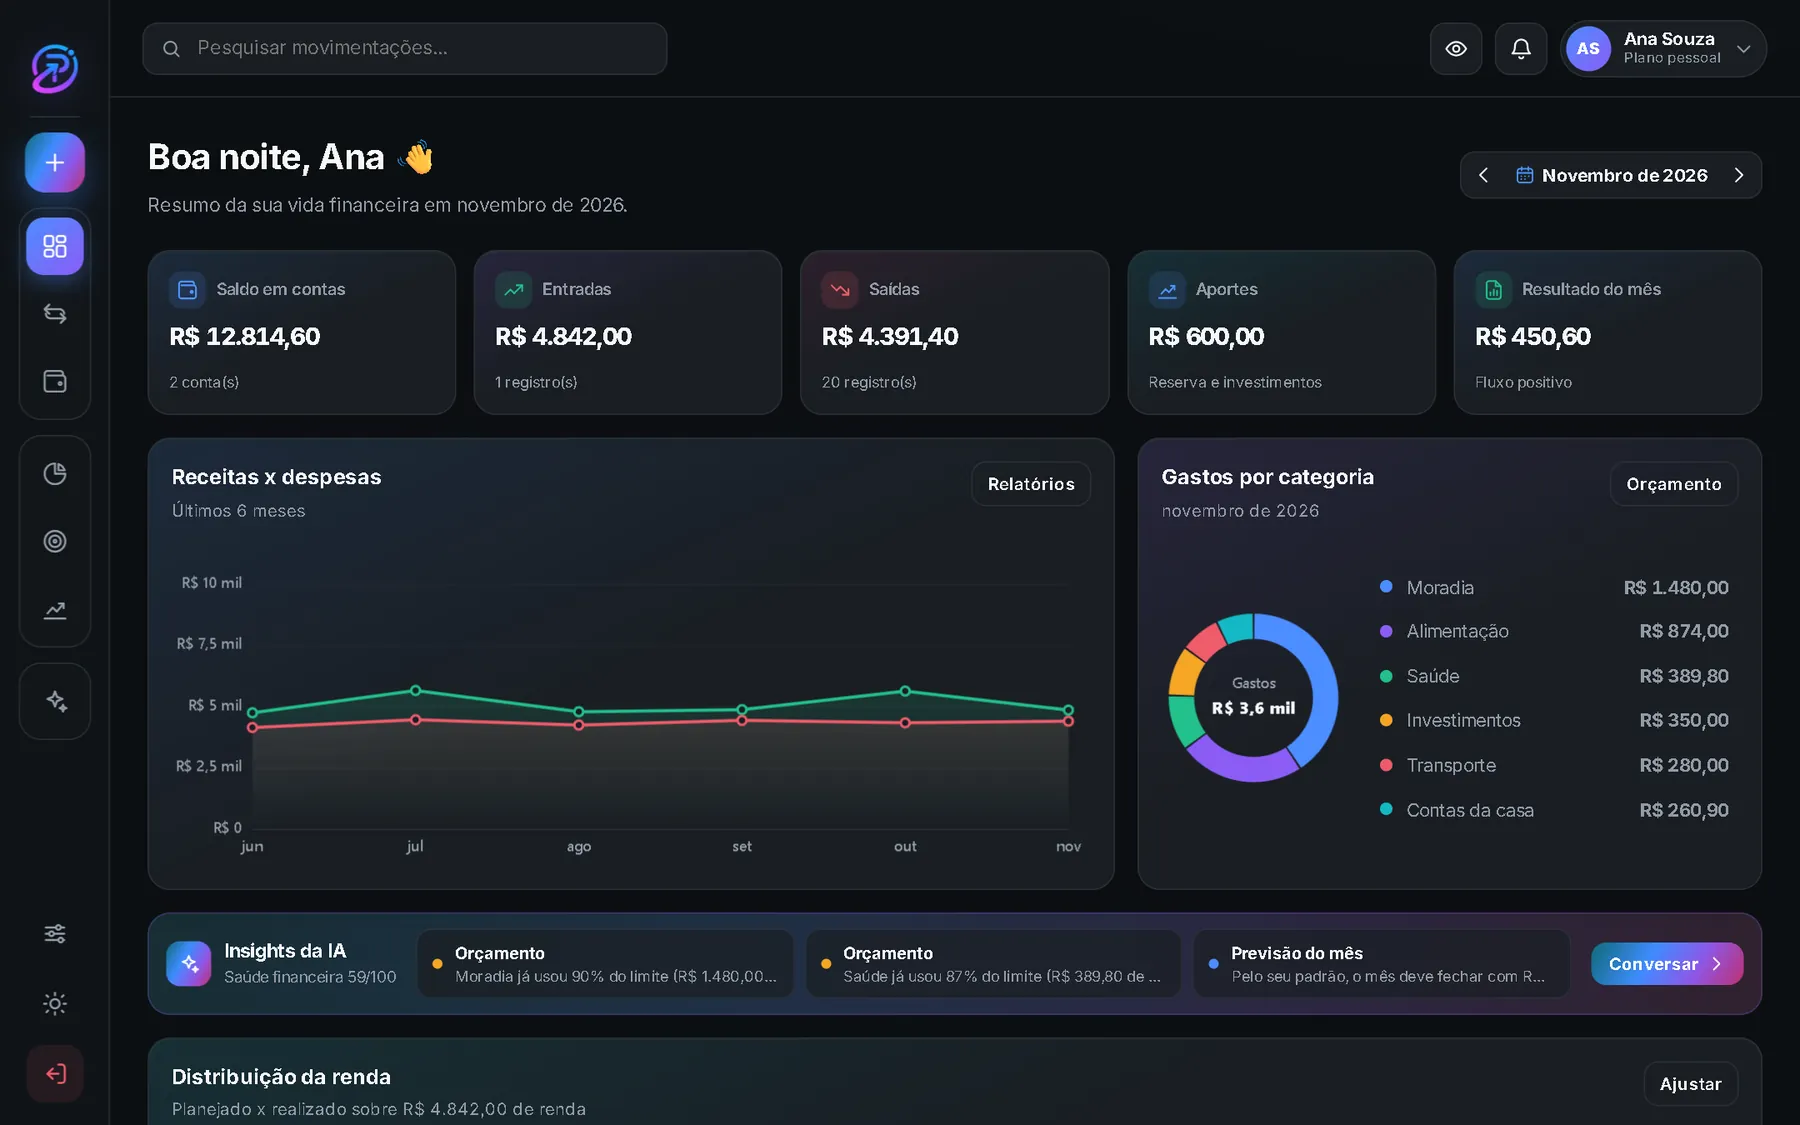 Pesquisar movimentações...
AS
Ana Souza
Plano pessoal
Boa noite, Ana 👋
Resumo da sua vida financeira em novembro de 2026.
Novembro de 2026
Saldo em contas
R$ 12.814,60
2 conta(s)
Entradas
R$ 4.842,00
1 registro(s)
Saídas
R$ 4.391,40
20 registro(s)
Aportes
R$ 600,00
Reserva e investimentos
Resultado do mês
R$ 450,60
Fluxo positivo
Receitas x despesas
Últimos 6 meses
Relatórios
R$ 10 mil
R$ 7,5 mil
R$ 5 mil
R$ 2,5 mil
R$ 0
jun
jul
ago
set
out
nov
Gastos por categoria
novembro de 2026
Orçamento
Gastos
R$ 3,6 mil
Moradia R$ 1.480,00
Alimentação R$ 874,00
Saúde R$ 389,80
Investimentos R$ 350,00
Transporte R$ 280,00
Contas da casa R$ 260,90
Insights da IA
Saúde financeira 59/100
Orçamento
Moradia já usou 90% do limite (R$ 1.480,00...
Orçamento
Saúde já usou 87% do limite (R$ 389,80 de ...
Previsão do mês
Pelo seu padrão, o mês deve fechar com R...
Conversar
Distribuição da renda
Planejado x realizado sobre R$ 4.842,00 de renda
Ajustar